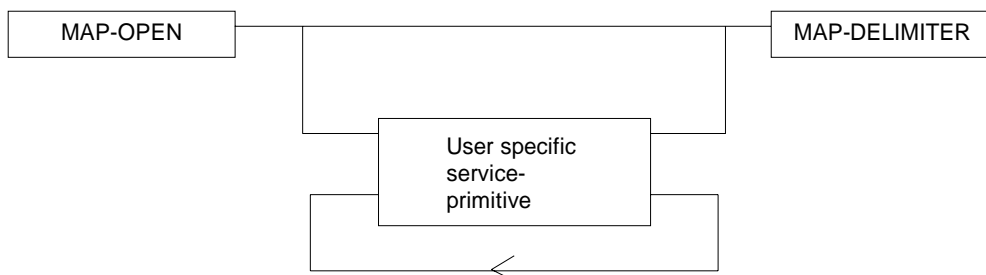 MAP-OPEN
MAP-DELIMITER
User specific
service-
primitive